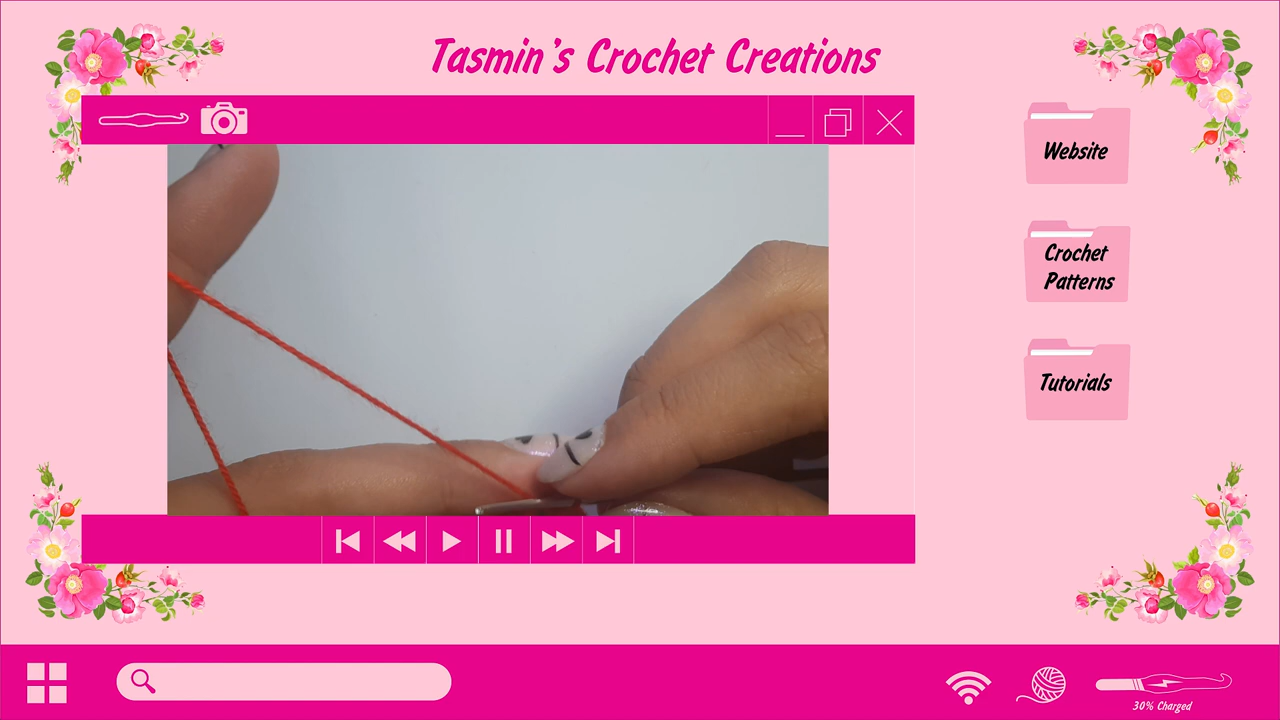 Tasmin's Crochet Creations
Website
Crochet
Patterns
Tutorials
30% Charged